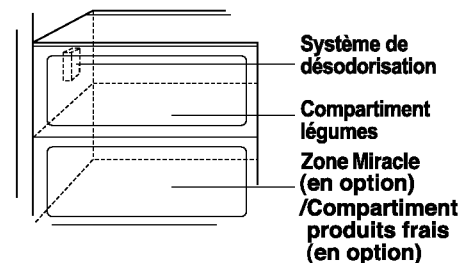 Système de
désodorisation
Compartiment
légumes
Zone Miracle
(en option)
/Compartiment
produits frais
(en option)